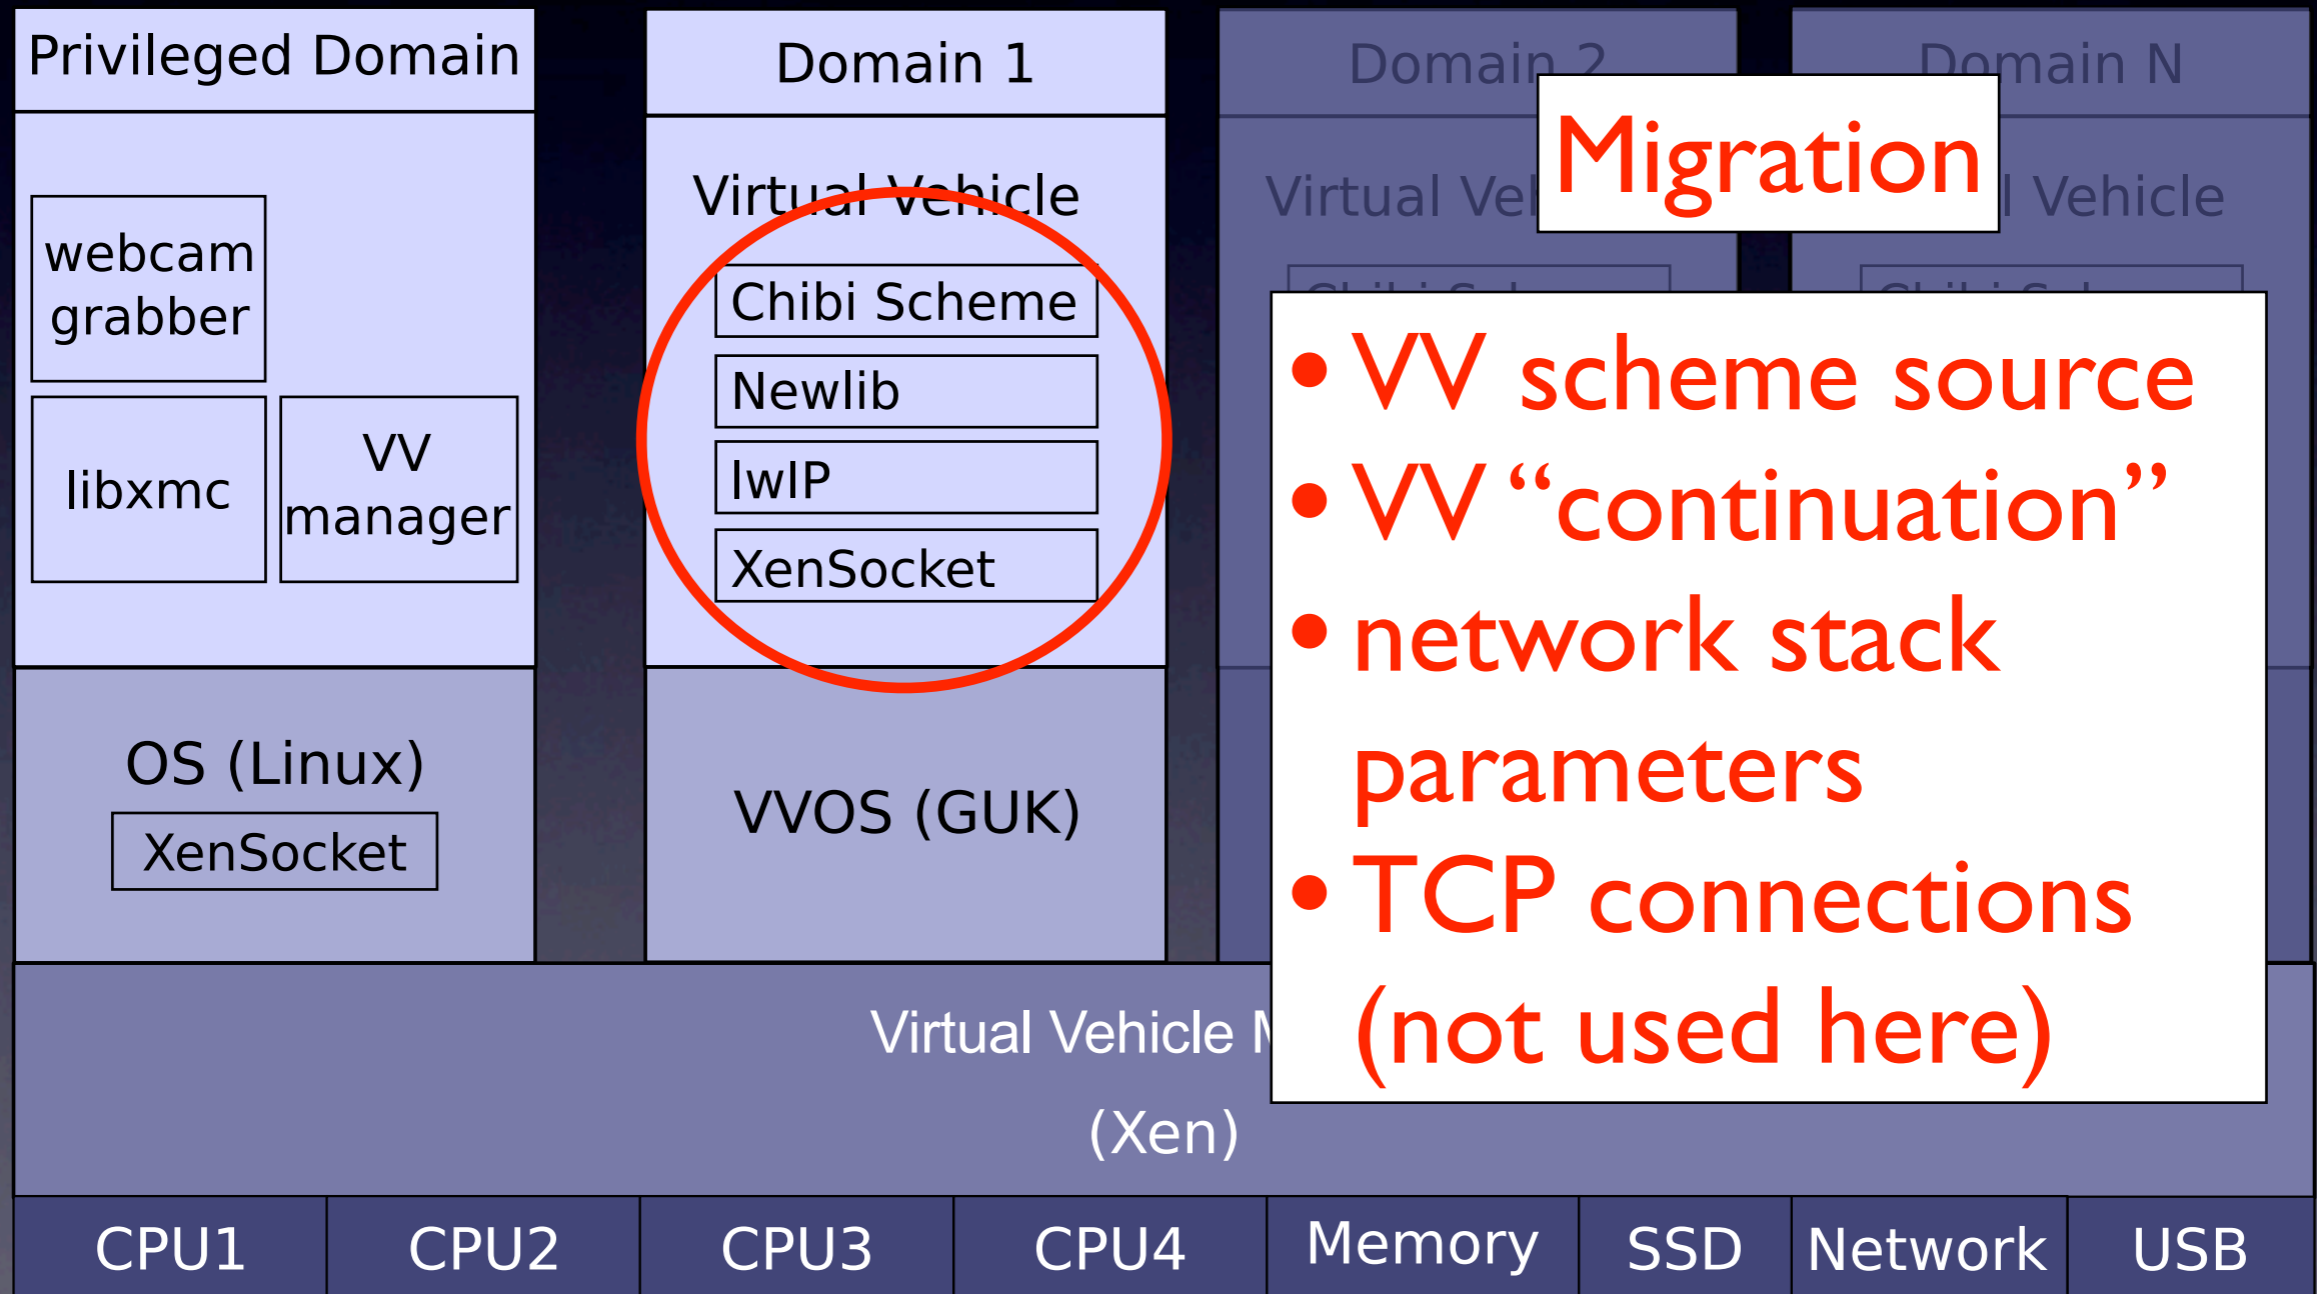 Privileged Domain
webcam
grabber
libxmc
VV
manager
OS (Linux)
XenSocket
Domain 1
Virtual Vehicle
Chibi Scheme
Newlib
lwIP
XenSocket
VVOS (GUK)
Domain 2
Virtual
Domain N
Vehicle
Migration
• VV scheme source
• VV “continuation”
• network stack
parameters
• TCP connections
(not used here)
Virtual Vehicle
(Xen)
CPU1
CPU2
CPU3
CPU4
Memory
SSD
Network
USB